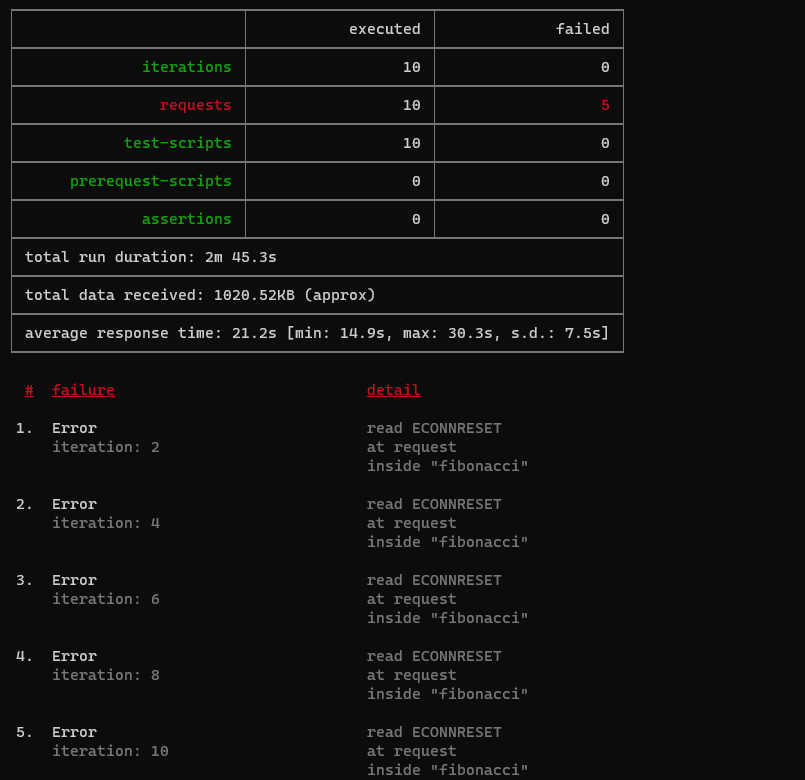 executed failed
iterations 10 0
requests 10 5
test-scripts 10 0
prerequest-scripts 0 0
assertions 0 0
total run duration: 2m 45.3s
total data received: 1020.52KB (approx)
average response time: 21.2s [min: 14.9s, max: 30.3s, s.d.: 7.5s]
# failure detail
1. Error read ECONNRESET
iteration: 2 at request
inside "fibonacci"
2. Error read ECONNRESET
iteration: 4 at request
inside "fibonacci"
3. Error read ECONNRESET
iteration: 6 at request
inside "fibonacci"
4. Error read ECONNRESET
iteration: 8 at request
inside "fibonacci"
5. Error read ECONNRESET
iteration: 10 at request
inside "fibonacci"